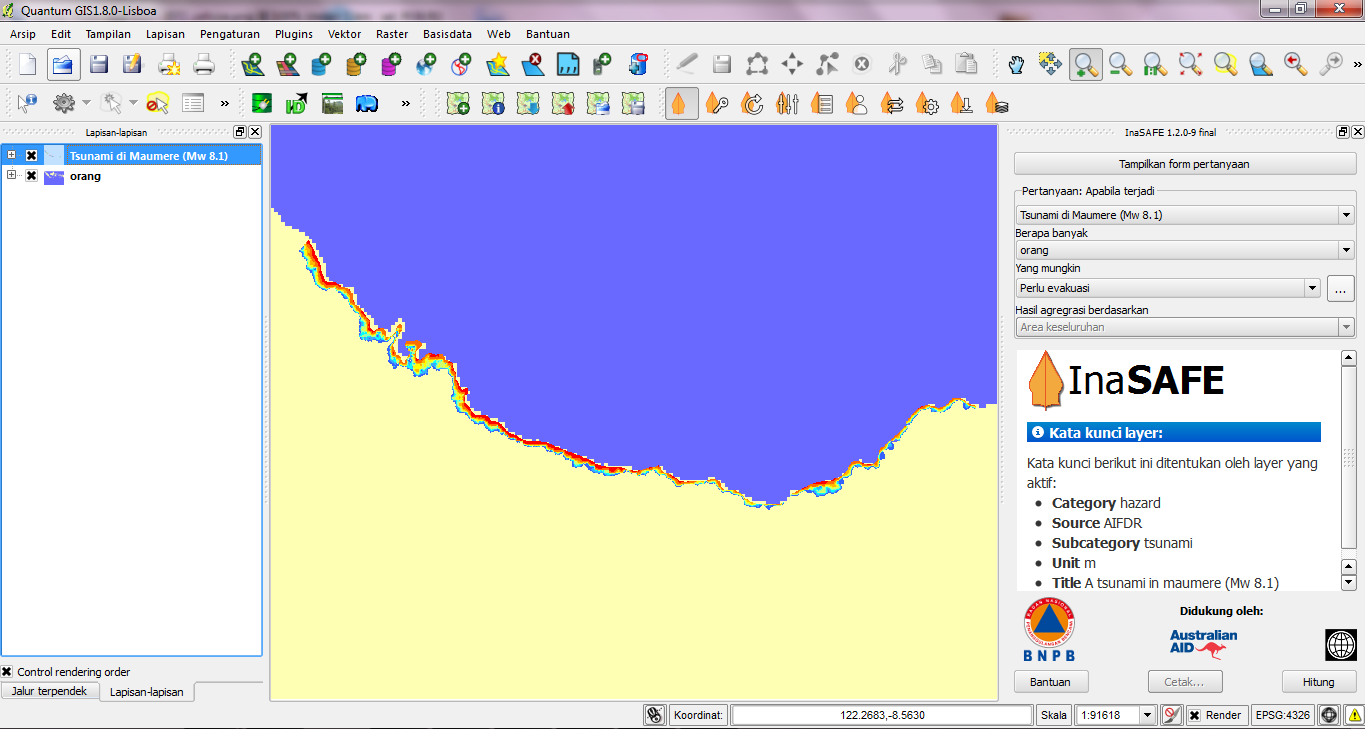 Quantum GIS1.8.0-Lisboa
Arsip Edit Tampilan Lapisan Pengaturan Plugins Vektor Raster Basisdata Web Bantuan
Lapisan-lapisan
Tsunami di Maumere (Mw 8.1)
orang
Control rendering order
Jalur terpendek Lapisan-lapisan
InaSAFE 1.2.0-9 final
Tampilkan form pertanyaan
Pertanyaan: Apabila terjadi
Tsunami di Maumere (Mw 8.1)
Berapa banyak
orang
Yang mungkin
Perlu evakuasi ...
Hasil agregrasi berdasarkan
Area keseluruhan
InaSAFE
Kata kunci layer:
Kata kunci berikut ini ditentukan oleh layer yang
aktif:
Category hazard
Source AIFDR
Subcategory tsunami
Unit m
Title A tsunami in maumere (Mw 8.1)
Didukung oleh:
BNPB
Australian
AID
Bantuan Cetak... Hitung
Koordinat: 122.2683,-8.5630 Skala 1:91618 Render EPSG:4326